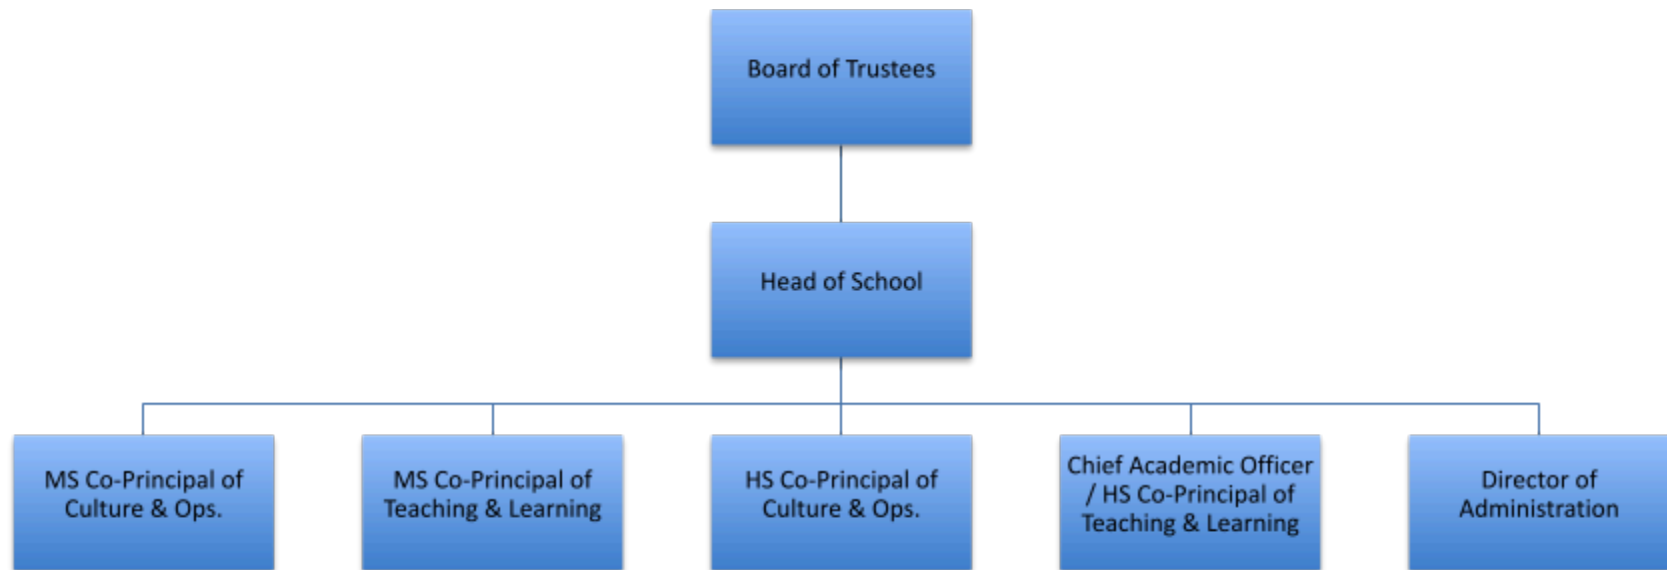 Board of Trustees
Head of School
MS Co-Principal of
Culture & Ops.
MS Co-Principal of
Teaching & Learning
HS Co-Principal of
Culture & Ops.
Chief Academic Officer
/ HS Co-Principal of
Teaching & Learning
Director of
Administration